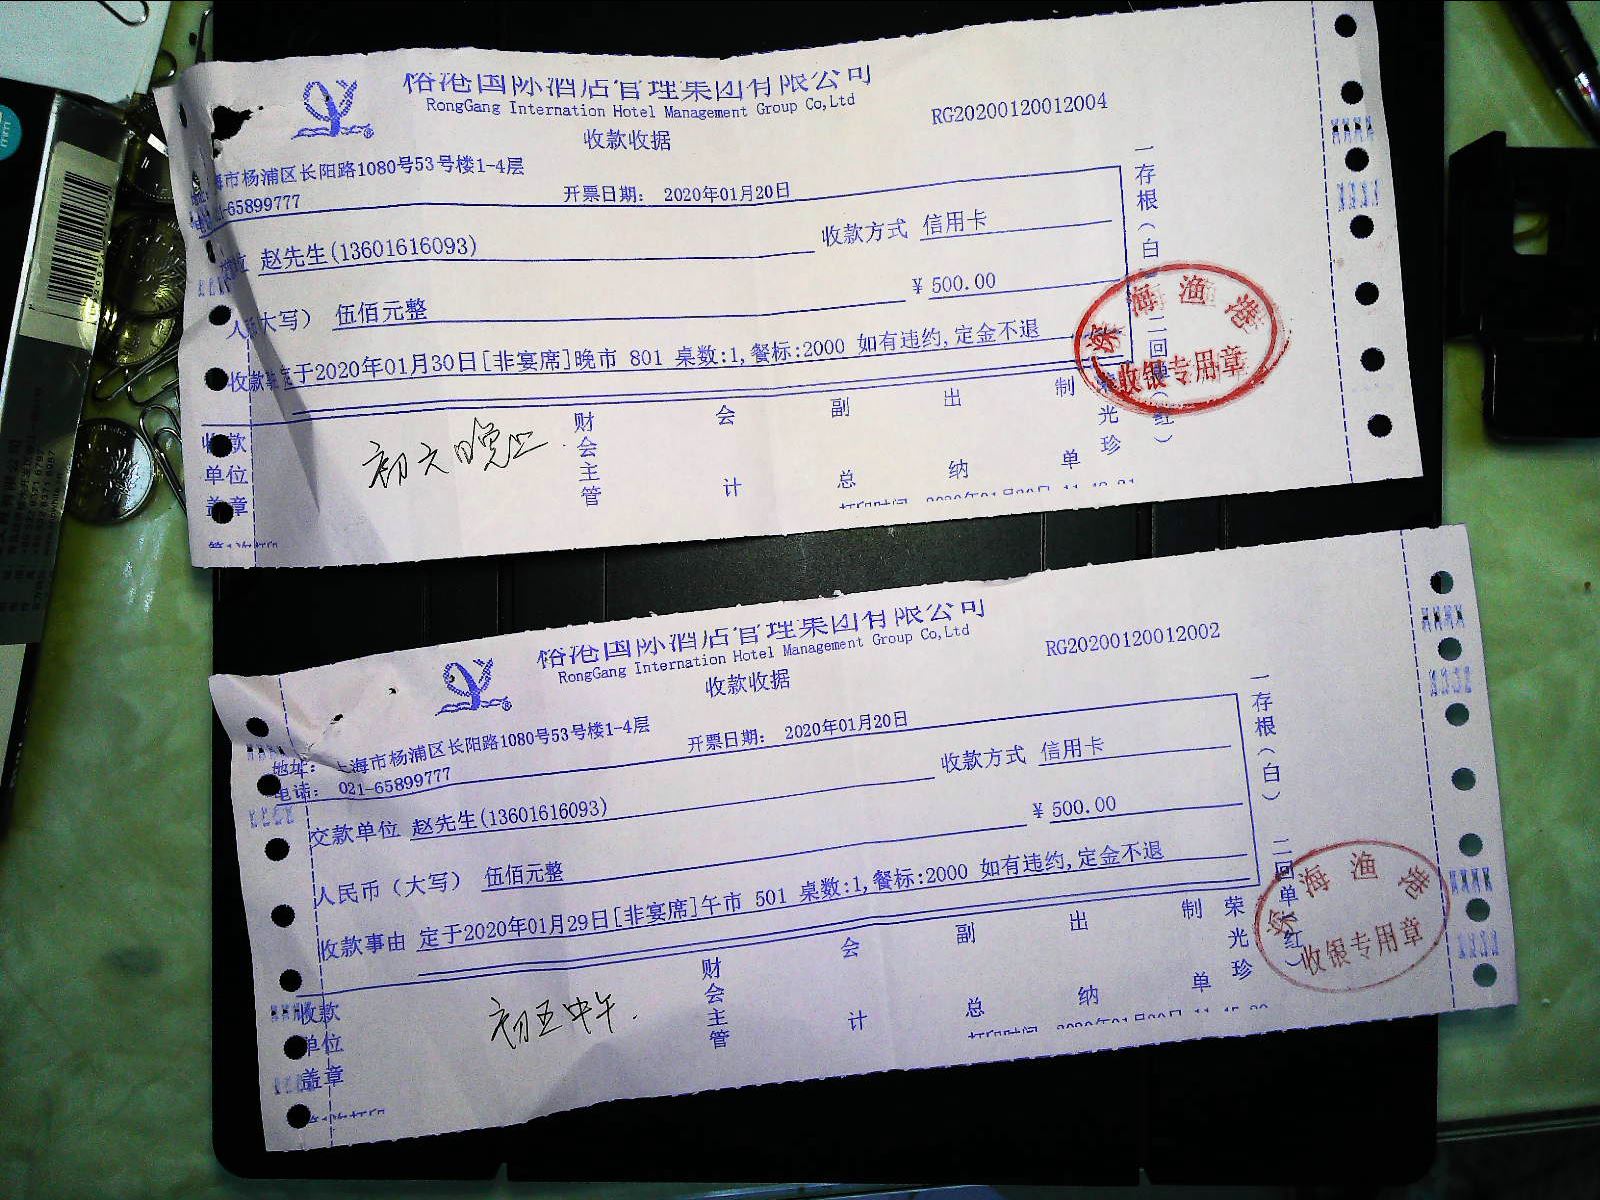 国际酒店管理集团有限公司
RongGang Internation Hotel Management Group Co,Ltd
RG20200120012004
收款收据
海市杨浦区长阳路1080号53号楼1-4层
-65899777
开票日期： 2020年01月20日
赵先生(13601616093)
收款方式 信用卡
大写） 伍佰元整
¥ 500.00
收款 于2020年01月30日[非宴席]晚市 801 桌数:1,餐标:2000 如有违约,定金不退
收款单位盖章
初六晚上
财会主管
会计
副总
出纳
制单
光珍
一存根（白
二回
（红）
海渔港
收银专用章
国际酒店管理集团有限公司
RongGang Internation Hotel Management Group Co,Ltd
RG20200120012002
收款收据
地址： 上海市杨浦区长阳路1080号53号楼1-4层
电话： 021-65899777
开票日期： 2020年01月20日
交款单位 赵先生(13601616093)
收款方式 信用卡
人民币（大写） 伍佰元整
¥ 500.00
收款事由 定于2020年01月29日[非宴席]午市 501 桌数:1,餐标:2000 如有违约,定金不退
收款单位盖章
初五中午.
财会主管
会计
副总
出纳
制单
荣光珍
一存根（白）
二回单（红）
海渔港
收银专用章